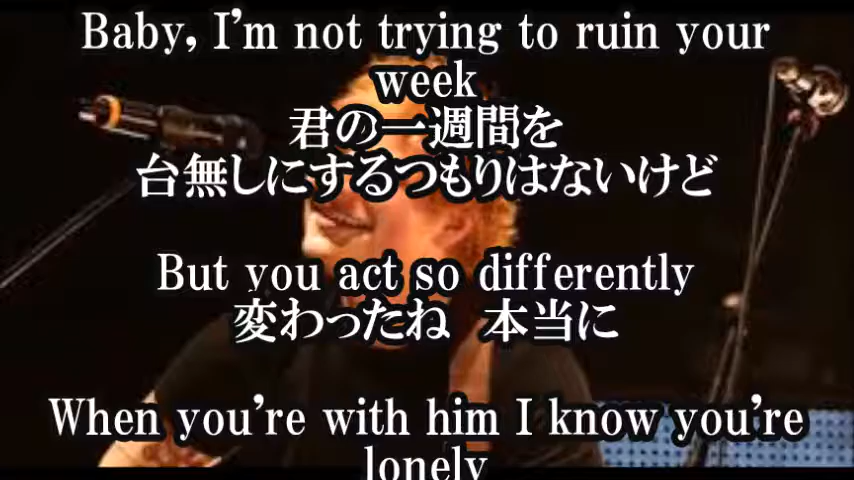 Baby, I'm not trying to ruin your
week
君の一週間を
台無しにするつもりはないけど
But you act so differently
変わったね 本当に
When you're with him I know you're
lonely